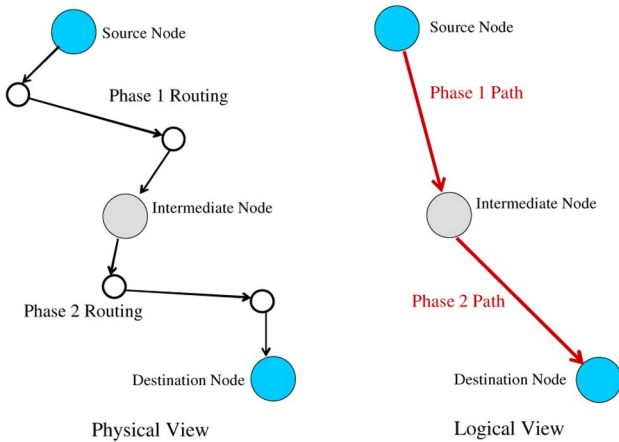 Source Node
Phase 1 Routing
Intermediate Node
Phase 2 Routing
Destination Node
Physical View
Source Node
Phase 1 Path
Intermediate Node
Phase 2 Path
Destination Node
Logical View